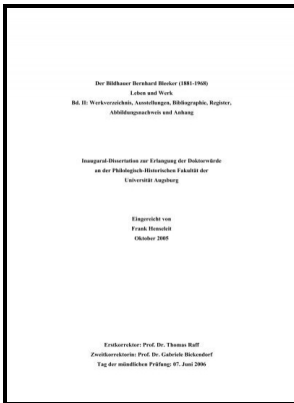 Der Bildhauer Bernhard Bleeker (1881-1968)
Leben und Werk
Bd. II: Werkverzeichnis, Ausstellungen, Bibliographie, Register,
Abbildungsnachweis und Anhang
Inaugural-Dissertation zur Erlangung der Doktorwürde
an der Philologisch-Historischen Fakultät der
Universität Augsburg
Eingereicht von
Frank Henseleit
Oktober 2005
Erstkorrektor: Prof. Dr. Thomas Raff
Zweitkorrektorin: Prof. Dr. Gabriele Bickendorf
Tag der mündlichen Prüfung: 07. Juni 2006